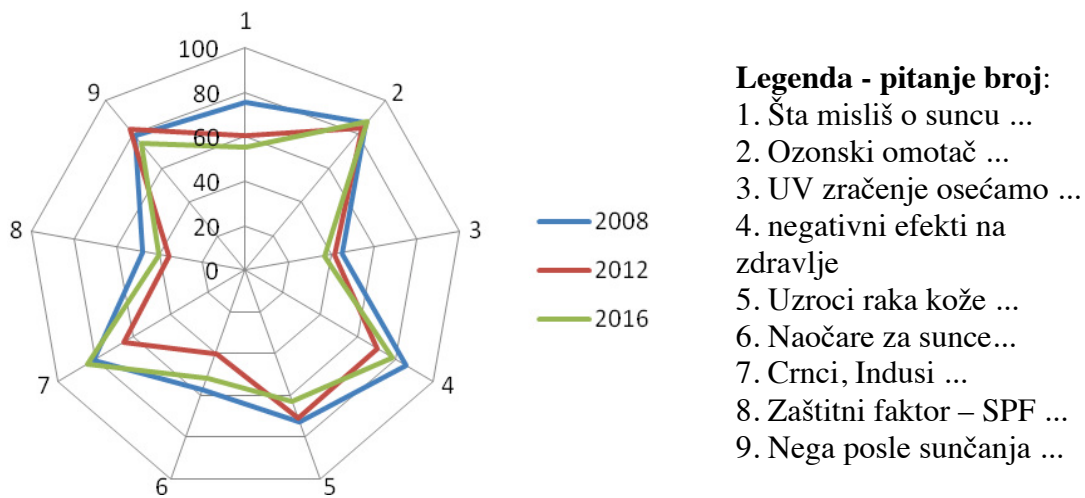 1
100
80
60
40
20
0
2
3
4
5
6
7
8
9
2008
2012
2016
Legenda - pitanje broj:
1. Šta misliš o suncu ...
2. Ozonski omotač ...
3. UV zračenje osećamo ...
4. negativni efekti na
zdravlje
5. Uzroci raka kože ...
6. Naočare za sunce...
7. Crnci, Indusi ...
8. Zaštitni faktor – SPF ...
9. Nega posle sunčanja ...